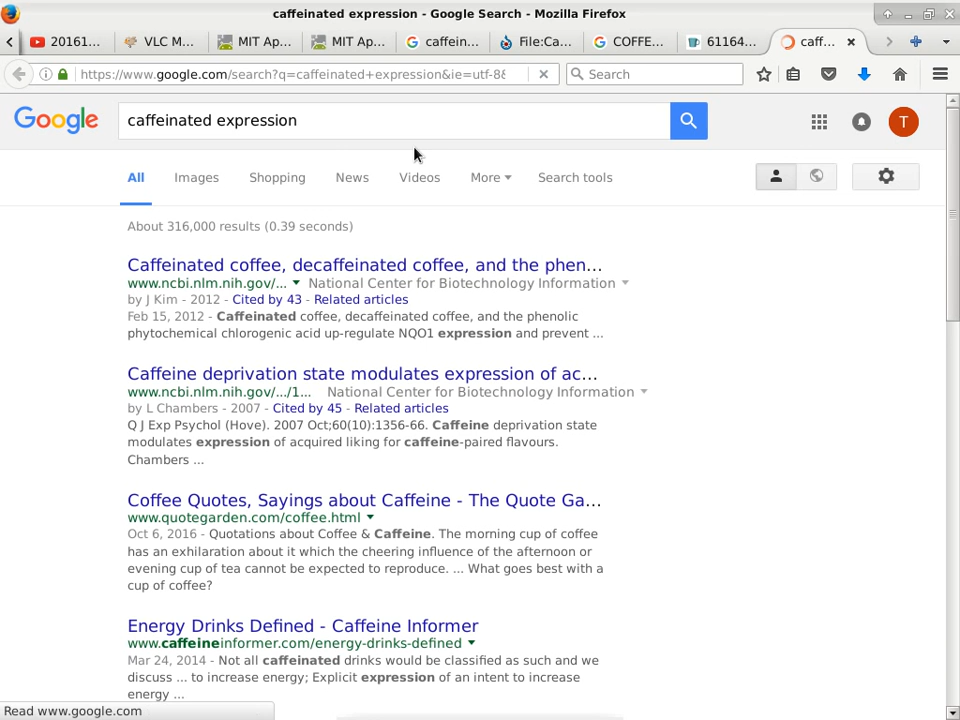 caffeinated expression - Google Search - Mozilla Firefox
20161... VLC M... MIT Ap... MIT Ap... caffein... File:Ca... COFFE... 61164... caff...
https://www.google.com/search?q=caffeinated+expression&ie=utf-8&
Search
Google
caffeinated expression
T
All Images Shopping News Videos More Search tools
About 316,000 results (0.39 seconds)
Caffeinated coffee, decaffeinated coffee, and the phen...
www.ncbi.nlm.nih.gov/... National Center for Biotechnology Information
by J Kim - 2012 - Cited by 43 - Related articles
Feb 15, 2012 - Caffeinated coffee, decaffeinated coffee, and the phenolic
phytochemical chlorogenic acid up-regulate NQO1 expression and prevent ...
Caffeine deprivation state modulates expression of ac...
www.ncbi.nlm.nih.gov/.../1... National Center for Biotechnology Information
by L Chambers - 2007 - Cited by 45 - Related articles
Q J Exp Psychol (Hove). 2007 Oct;60(10):1356-66. Caffeine deprivation state
modulates expression of acquired liking for caffeine-paired flavours.
Chambers ...
Coffee Quotes, Sayings about Caffeine - The Quote Ga...
www.quotegarden.com/coffee.html
Oct 6, 2016 - Quotations about Coffee & Caffeine. The morning cup of coffee
has an exhilaration about it which the cheering influence of the afternoon or
evening cup of tea cannot be expected to reproduce. ... What goes best with a
cup of coffee?
Energy Drinks Defined - Caffeine Informer
www.caffeineinformer.com/energy-drinks-defined
Mar 24, 2014 - Not all caffeinated drinks would be classified as such and we
discuss ... to increase energy; Explicit expression of an intent to increase
energy ...
Read www.google.com